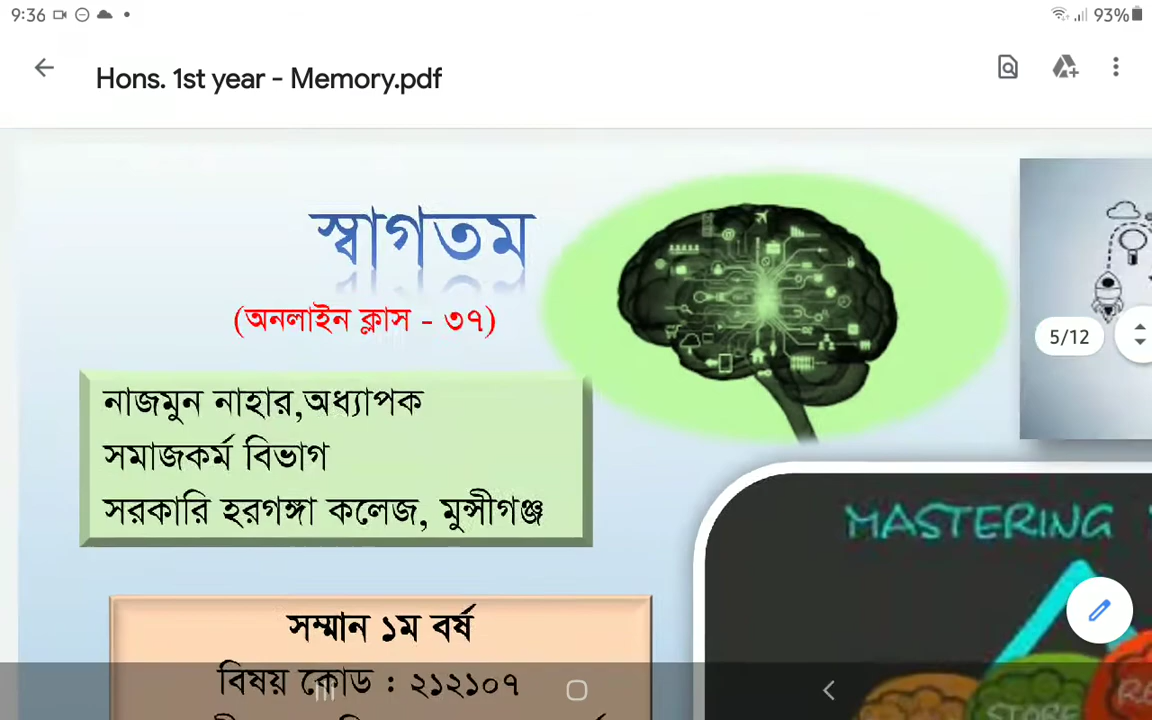 9:36
93%
Hons. 1st year - Memory.pdf
স্বাগতম
(অনলাইন ক্লাস - ৩৭)
5/12
নাজমুন নাহার,অধ্যাপক
সমাজকর্ম বিভাগ
সরকারি হরগঙ্গা কলেজ, মুন্সীগঞ্জ
MASTERING
সম্মান ১ম বর্ষ
বিষয় কোড : ২১২১০৭
STORE